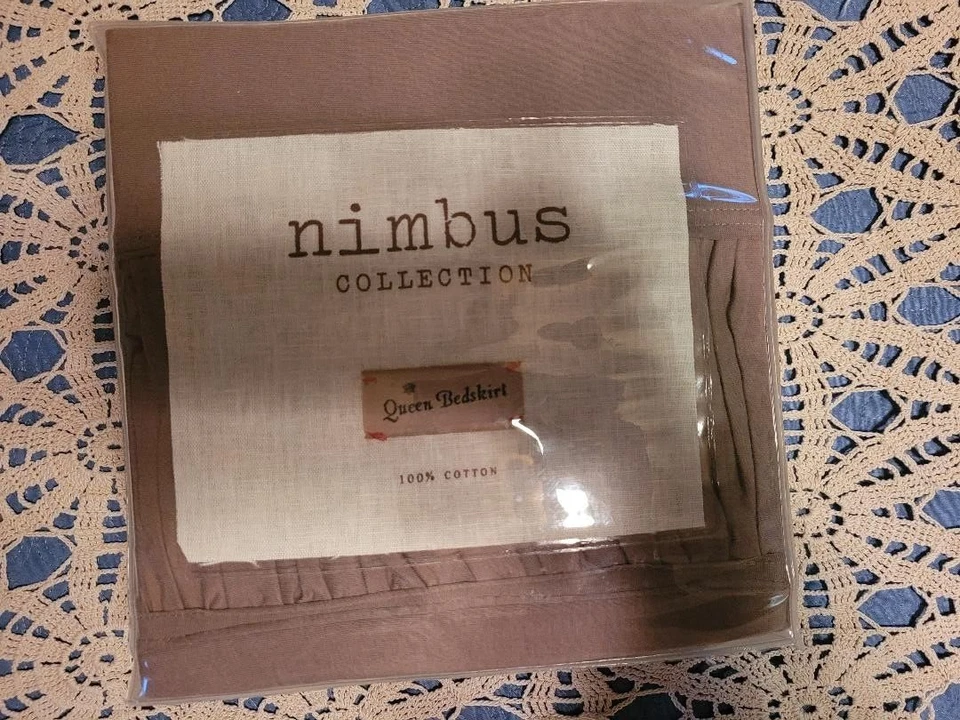 nimbus
COLLECTION
Queen Bedskirt
100% COTTON